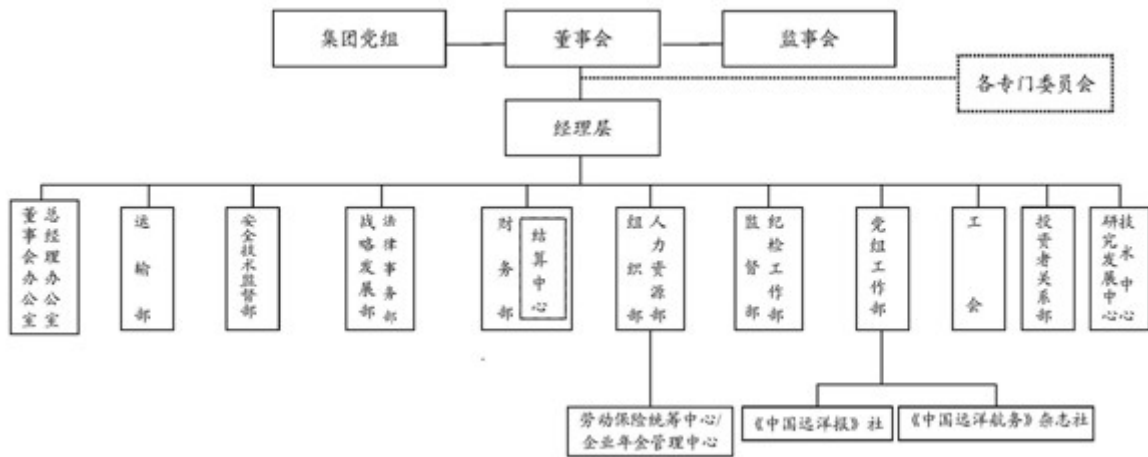 集团党组
董事会
监事会
各专门委员会
经理层
总经理办公室
董事会办公室
运输部
安全技术监督部
法律事务部
战略发展部
财务部
结算中心
人力资源部
组织部
纪检工作部
监督部
党组工作部
工会
投资者关系部
技术中心
研究发展中心
劳动保险统筹中心/
企业年金管理中心
《中国远洋报》社
《中国远洋航务》杂志社